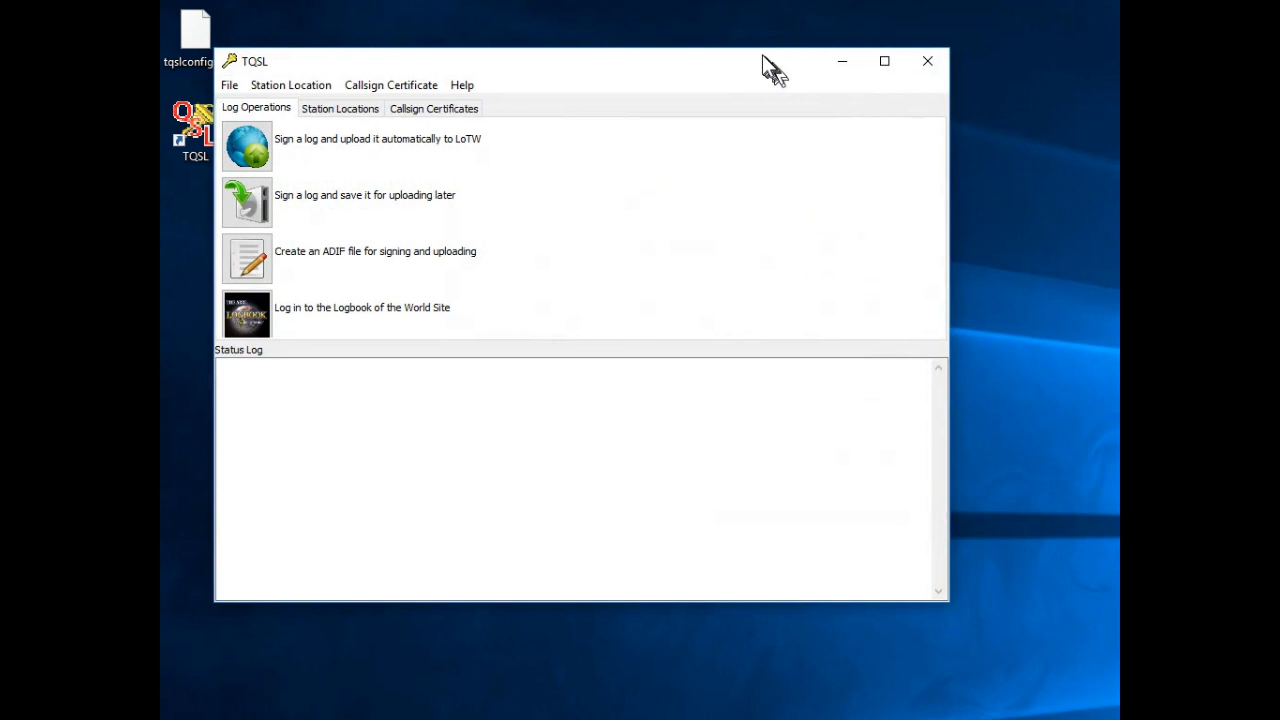 tqslconfig
TQSL
File Station Location Callsign Certificate Help
Log Operations Station Locations Callsign Certificates
Sign a log and upload it automatically to LoTW
Sign a log and save it for uploading later
Create an ADIF file for signing and uploading
LOGBOOK
Log in to the Logbook of the World Site
Status Log
QSL
TQSL